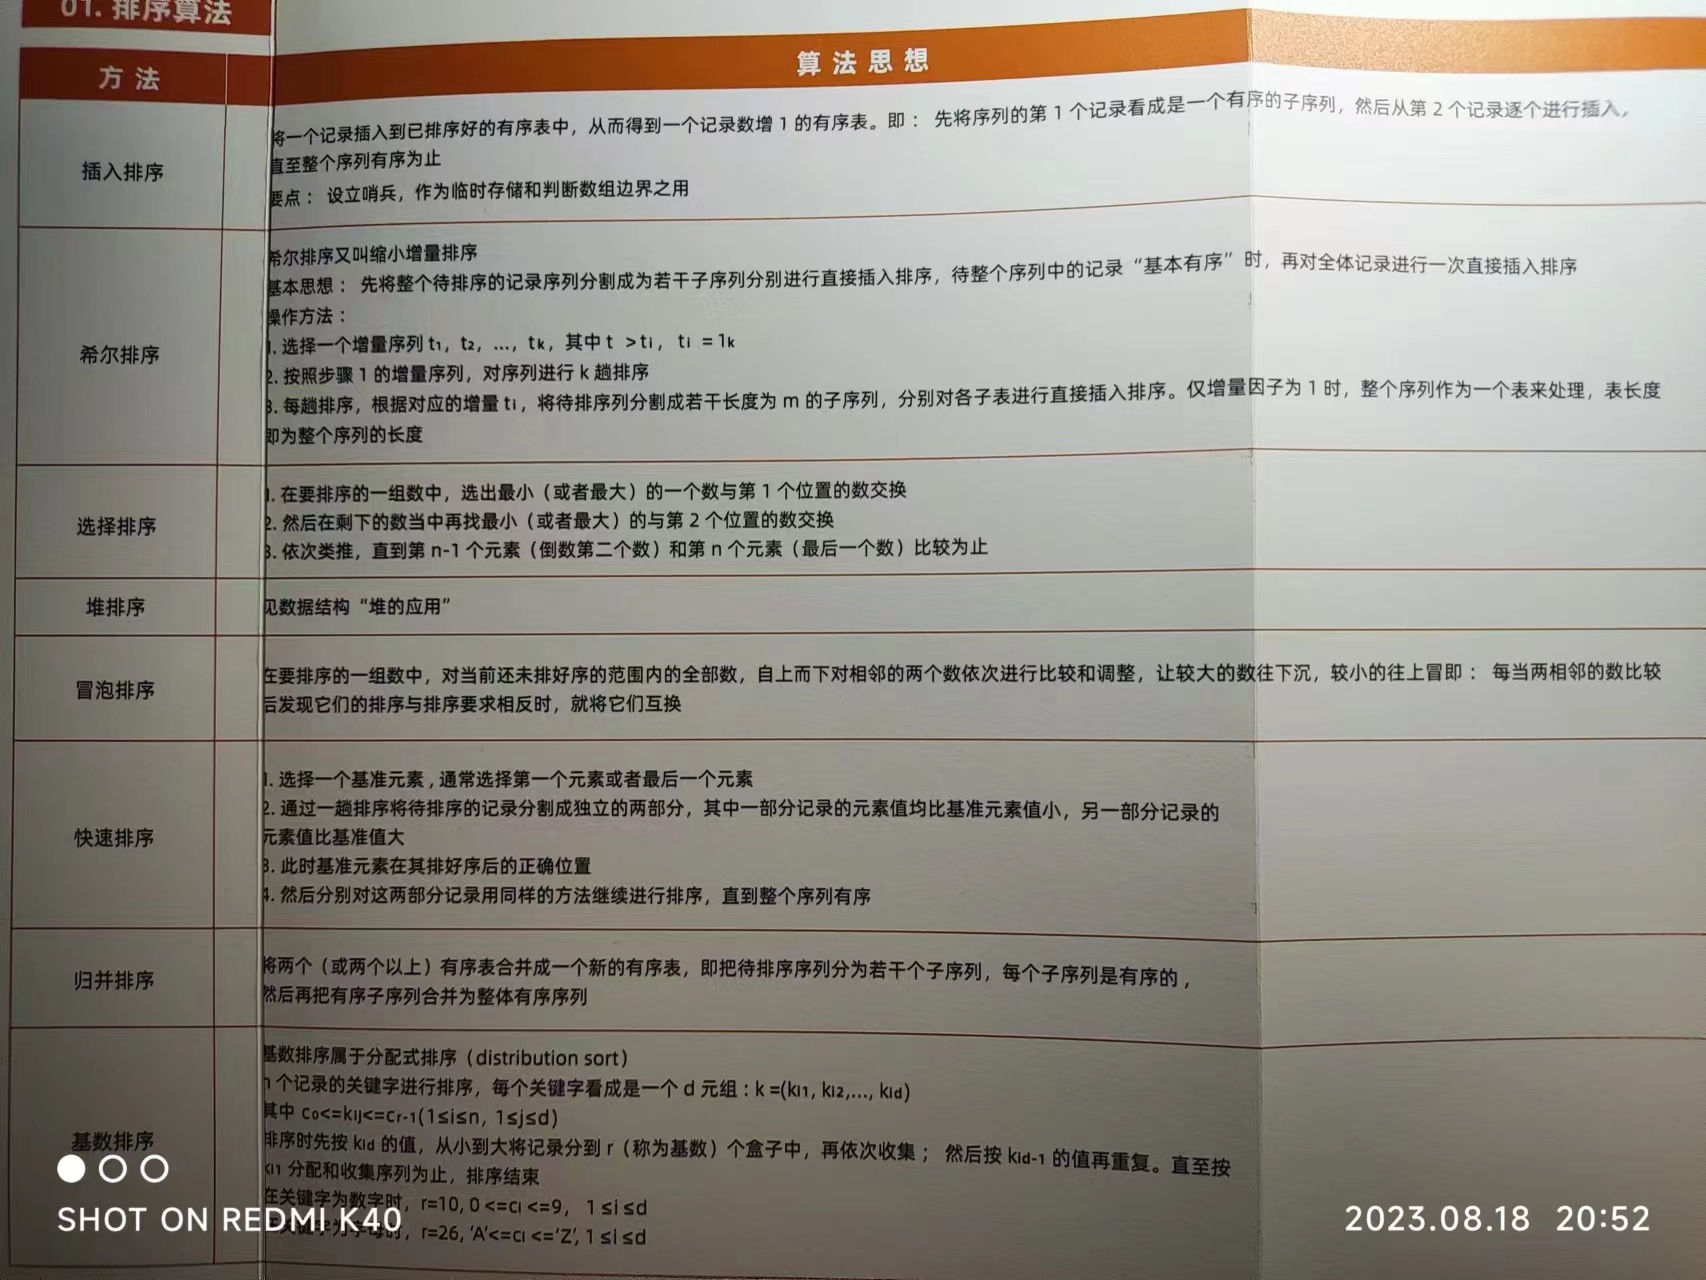 01. 排序算法
方法
算法思想
插入排序
将一个记录插入到已排序好的有序表中，从而得到一个记录数增 1 的有序表。即： 先将序列的第 1 个记录看成是一个有序的子序列，然后从第 2 个记录逐个进行插入，
直至整个序列有序为止
要点： 设立哨兵，作为临时存储和判断数组边界之用
希尔排序
希尔排序又叫缩小增量排序
基本思想： 先将整个待排序的记录序列分割成为若干子序列分别进行直接插入排序，待整个序列中的记录“基本有序”时，再对全体记录进行一次直接插入排序
操作方法：
1. 选择一个增量序列 t₁，t₂，...，tk，其中 t >ti，ti =1k
2. 按照步骤 1 的增量序列，对序列进行 k 趟排序
3. 每趟排序，根据对应的增量 ti，将待排序列分割成若干长度为 m 的子序列，分别对各子表进行直接插入排序。仅增量因子为 1 时，整个序列作为一个表来处理，表长度
即为整个序列的长度
选择排序
1. 在要排序的一组数中，选出最小（或者最大）的一个数与第 1 个位置的数交换
2. 然后在剩下的数当中再找最小（或者最大）的与第 2 个位置的数交换
3. 依次类推，直到第 n-1 个元素（倒数第二个数）和第 n 个元素（最后一个数）比较为止
堆排序
见数据结构“堆的应用”
冒泡排序
在要排序的一组数中，对当前还未排好序的范围内的全部数，自上而下对相邻的两个数依次进行比较和调整，让较大的数往下沉，较小的往上冒即： 每当两相邻的数比较
后发现它们的排序与排序要求相反时，就将它们互换
快速排序
1. 选择一个基准元素，通常选择第一个元素或者最后一个元素
2. 通过一趟排序将待排序的记录分割成独立的两部分，其中一部分记录的元素值均比基准元素值小，另一部分记录的
元素值比基准值大
3. 此时基准元素在其排好序后的正确位置
4. 然后分别对这两部分记录用同样的方法继续进行排序，直到整个序列有序
归并排序
将两个（或两个以上）有序表合并成一个新的有序表，即把待排序序列分为若干个子序列，每个子序列是有序的，
然后再把有序子序列合并为整体有序序列
基数排序
基数排序属于分配式排序（distribution sort）
n 个记录的关键字进行排序，每个关键字看成是一个 d 元组：k =(ki1, ki2,..., kid)
其中 c₀<=kij<=cr-1(1≤i≤n, 1≤j≤d)
排序时先按 kid 的值，从小到大将记录分到 r（称为基数）个盒子中，再依次收集； 然后按 kid-1 的值再重复。直至按
ki1 分配和收集序列为止，排序结束
在关键字为数字时，r=10, 0 <=ci <=9， 1 ≤i ≤d
在关键字为字母时，r=26, ‘A’<=ci <=‘Z’, 1 ≤i ≤d
SHOT ON REDMI K40
2023.08.18 20:52